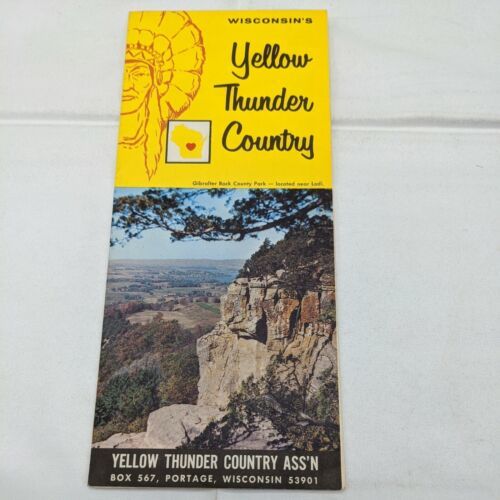 WISCONSIN'S
Yellow
Thunder
Country
Gibralter Rock County Park — located near Lodi.
YELLOW THUNDER COUNTRY ASS'N
BOX 567, PORTAGE, WISCONSIN 53901